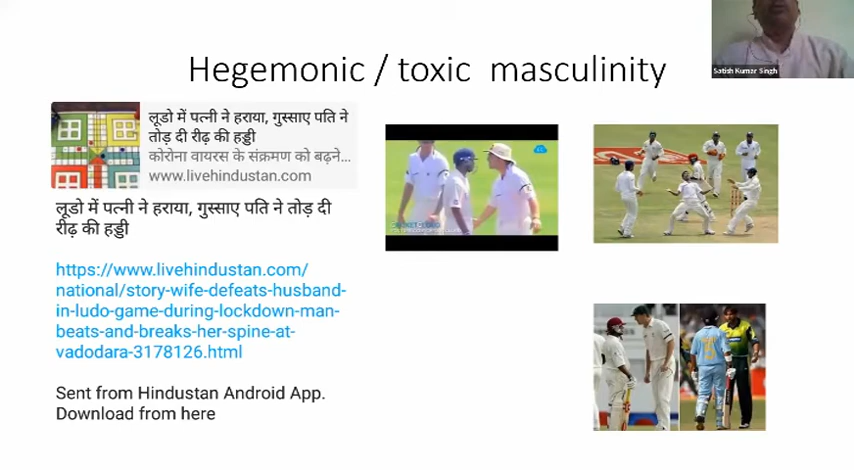 Satish Kumar Singh
Hegemonic / toxic masculinity
लूडो में पत्नी ने हराया, गुस्साए पति ने
तोड़ दी रीढ़ की हड्डी
कोरोना वायरस के संक्रमण को बढ़ने...
www.livehindustan.com
लूडो में पत्नी ने हराया, गुस्साए पति ने तोड़ दी
रीढ़ की हड्डी
https://www.livehindustan.com/
national/story-wife-defeats-husband-
in-ludo-game-during-lockdown-man-
beats-and-breaks-her-spine-at-
vadodara-3178126.html
Sent from Hindustan Android App.
Download from here